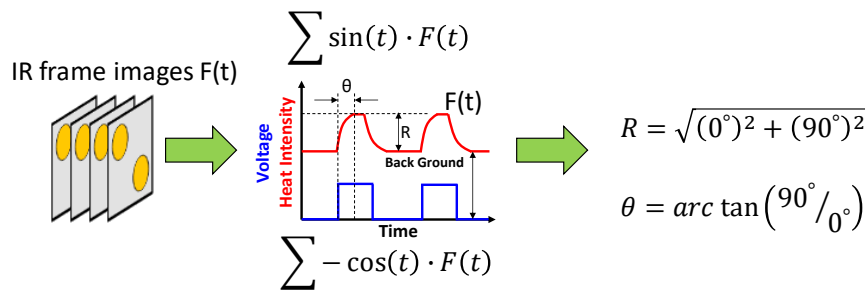 ∑ sin(t) · F(t)
IR frame images F(t)
θ
F(t)
R
Voltage
Heat Intensity
Back Ground
Time
∑ − cos(t) · F(t)
R = √((0°)² + (90°)²)
θ = arc tan(90°/0°)